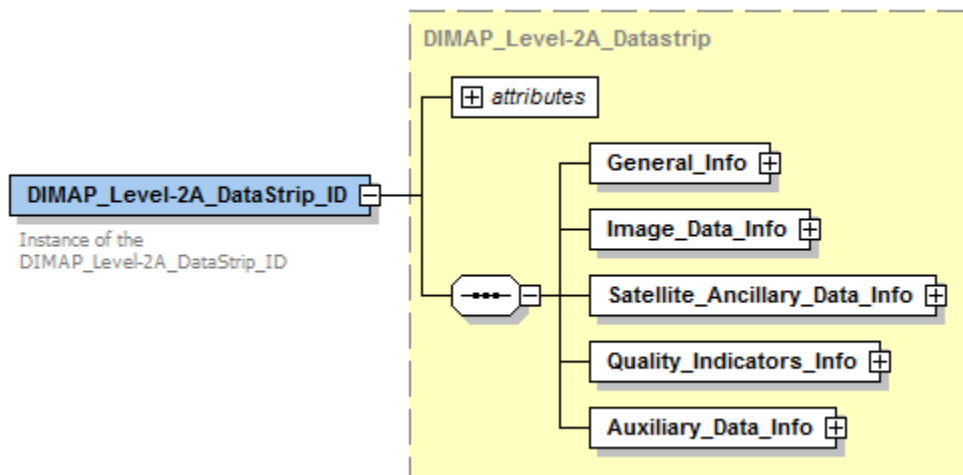 DIMAP_Level-2A_Datastrip
attributes
General_Info
DIMAP_Level-2A_DataStrip_ID
Instance of the
DIMAP_Level-2A_DataStrip_ID
Image_Data_Info
Satellite_Ancillary_Data_Info
Quality_Indicators_Info
Auxiliary_Data_Info